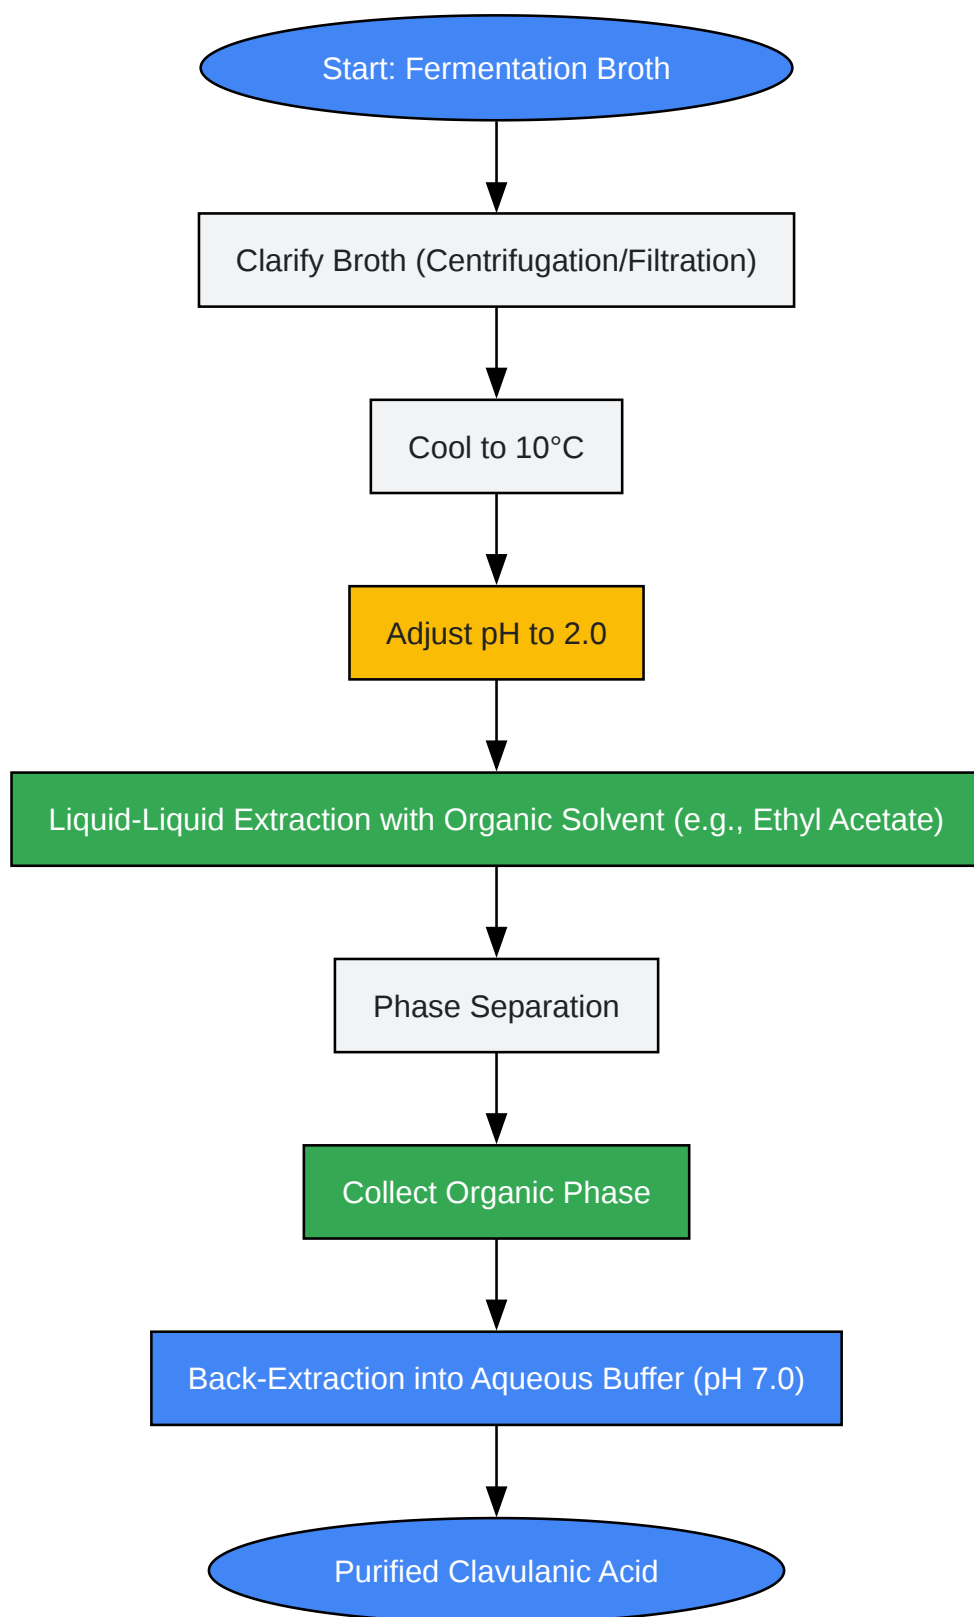 Start: Fermentation Broth
Clarify Broth (Centrifugation/Filtration)
Cool to 10°C
Adjust pH to 2.0
Liquid-Liquid Extraction with Organic Solvent (e.g., Ethyl Acetate)
Phase Separation
Collect Organic Phase
Back-Extraction into Aqueous Buffer (pH 7.0)
Purified Clavulanic Acid